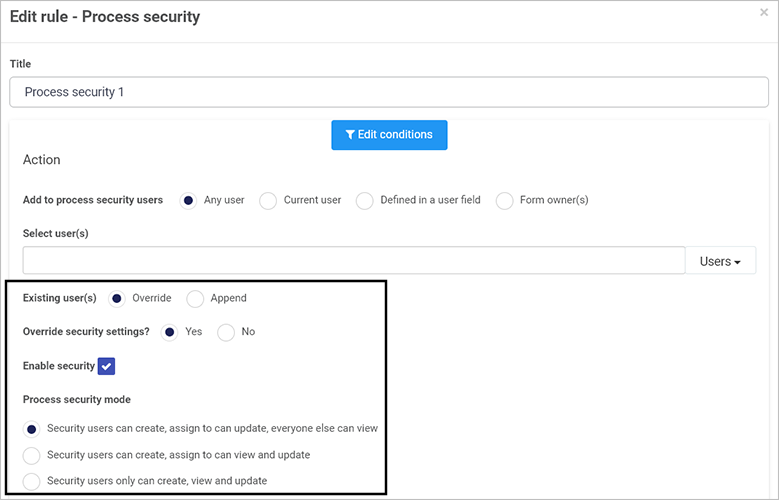 Edit rule - Process security
×
Title
Process security 1
Edit conditions
Action
Add to process security users Any user Current user Defined in a user field Form owner(s)
Select user(s)
Users
Existing user(s) Override Append
Override security settings? Yes No
Enable security
Process security mode
Security users can create, assign to can update, everyone else can view
Security users can create, assign to can view and update
Security users only can create, view and update